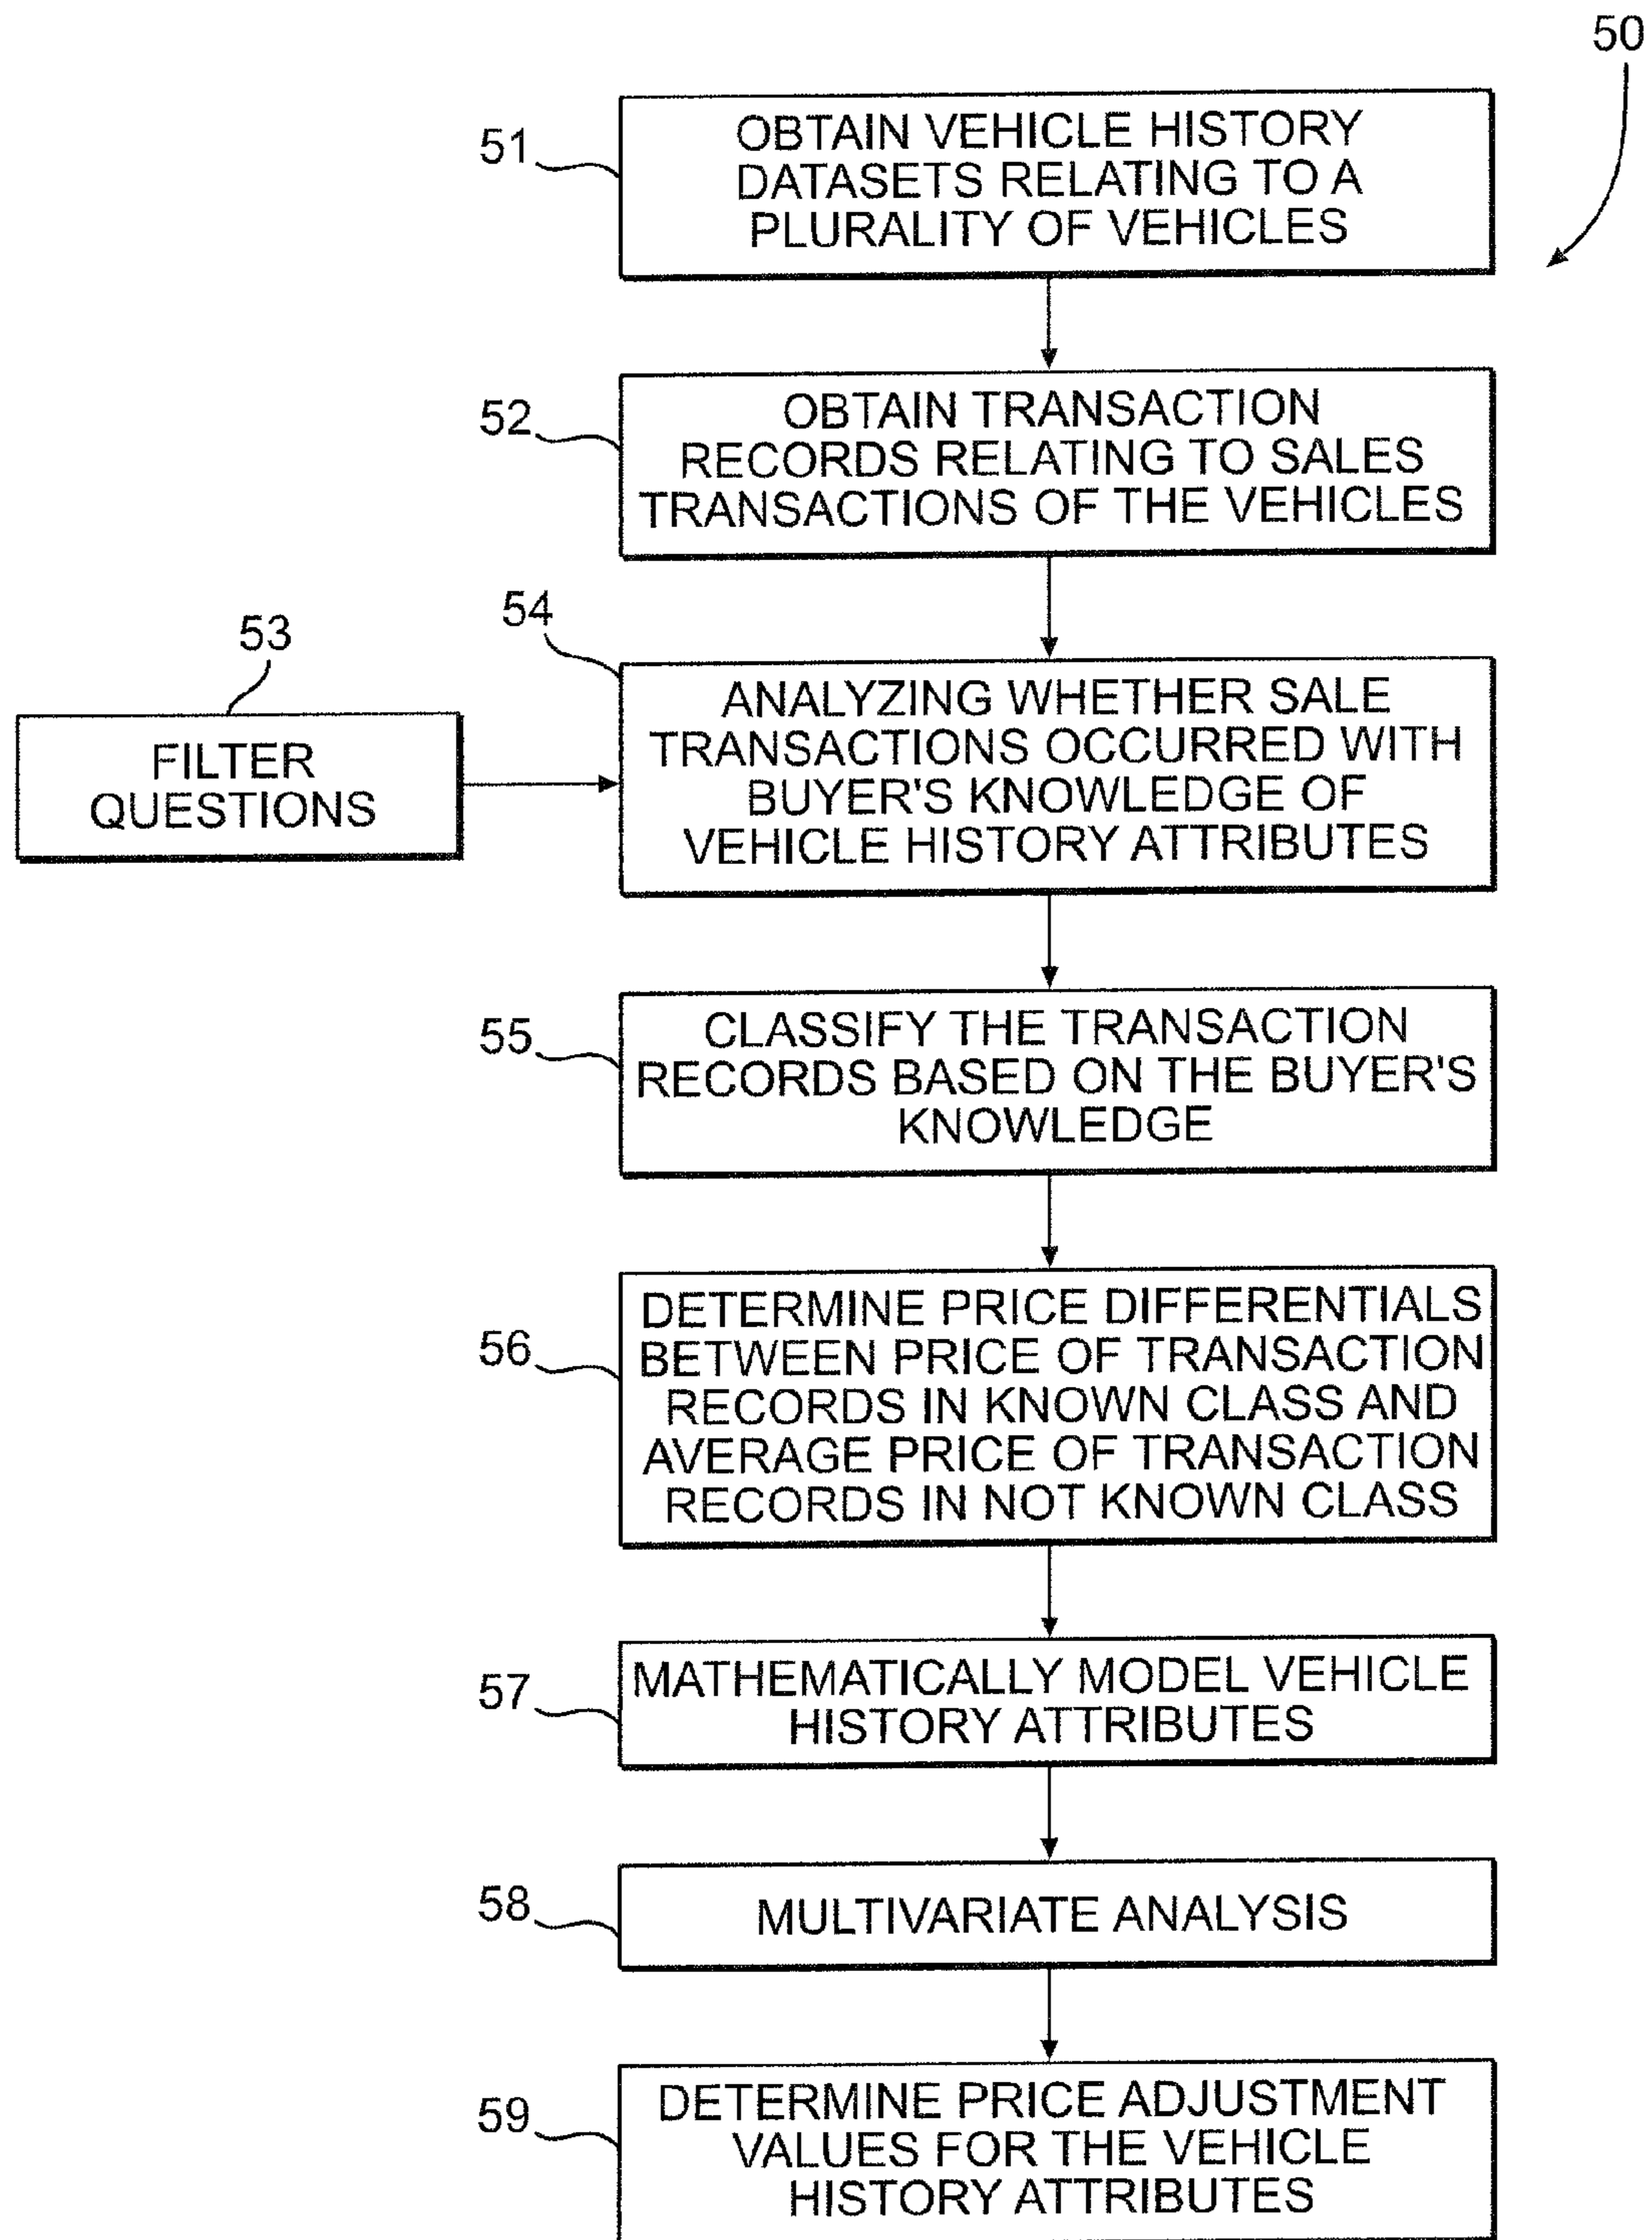 50
51
OBTAIN VEHICLE HISTORY
DATASETS RELATING TO A
PLURALITY OF VEHICLES
52
OBTAIN TRANSACTION
RECORDS RELATING TO SALES
TRANSACTIONS OF THE VEHICLES
53
FILTER
QUESTIONS
54
ANALYZING WHETHER SALE
TRANSACTIONS OCCURRED WITH
BUYER'S KNOWLEDGE OF
VEHICLE HISTORY ATTRIBUTES
55
CLASSIFY THE TRANSACTION
RECORDS BASED ON THE BUYER'S
KNOWLEDGE
56
DETERMINE PRICE DIFFERENTIALS
BETWEEN PRICE OF TRANSACTION
RECORDS IN KNOWN CLASS AND
AVERAGE PRICE OF TRANSACTION
RECORDS IN NOT KNOWN CLASS
57
MATHEMATICALLY MODEL VEHICLE
HISTORY ATTRIBUTES
58
MULTIVARIATE ANALYSIS
59
DETERMINE PRICE ADJUSTMENT
VALUES FOR THE VEHICLE
HISTORY ATTRIBUTES